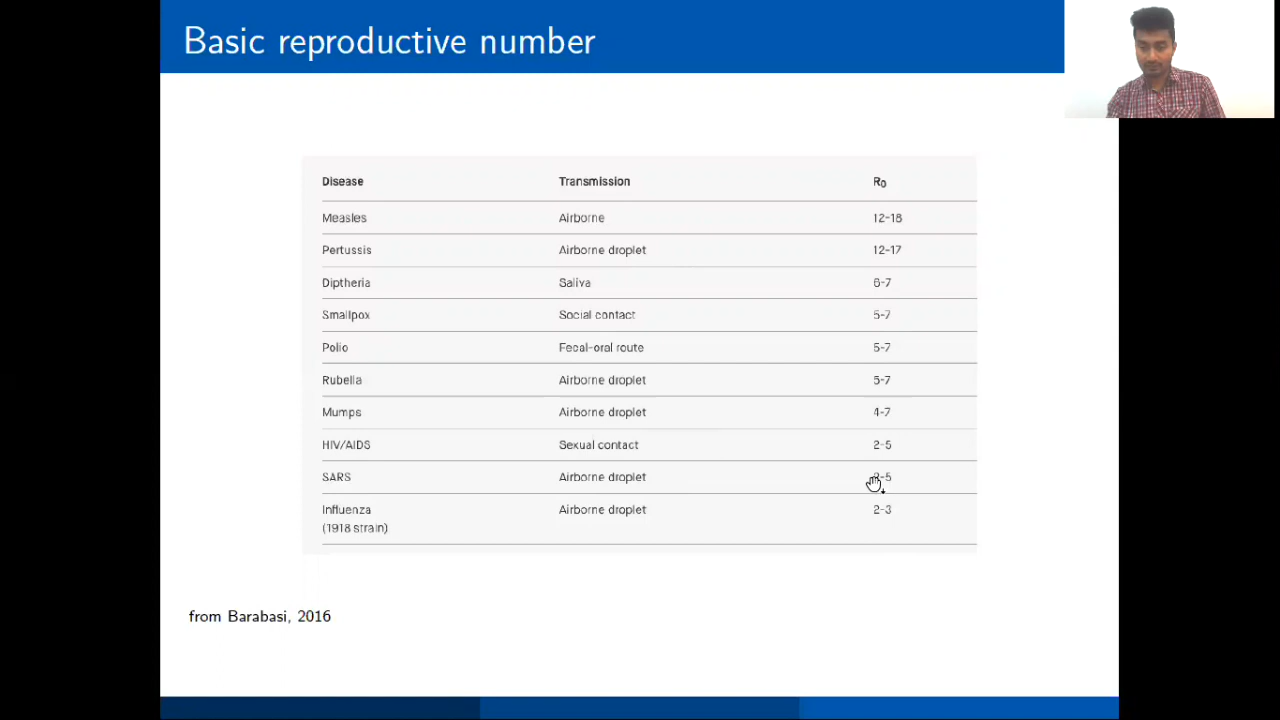 Basic reproductive number
Disease Transmission R0
Measles Airborne 12-18
Pertussis Airborne droplet 12-17
Diptheria Saliva 6-7
Smallpox Social contact 5-7
Polio Fecal-oral route 5-7
Rubella Airborne droplet 5-7
Mumps Airborne droplet 4-7
HIV/AIDS Sexual contact 2-5
SARS Airborne droplet -5
Influenza Airborne droplet 2-3
(1918 strain)
from Barabasi, 2016